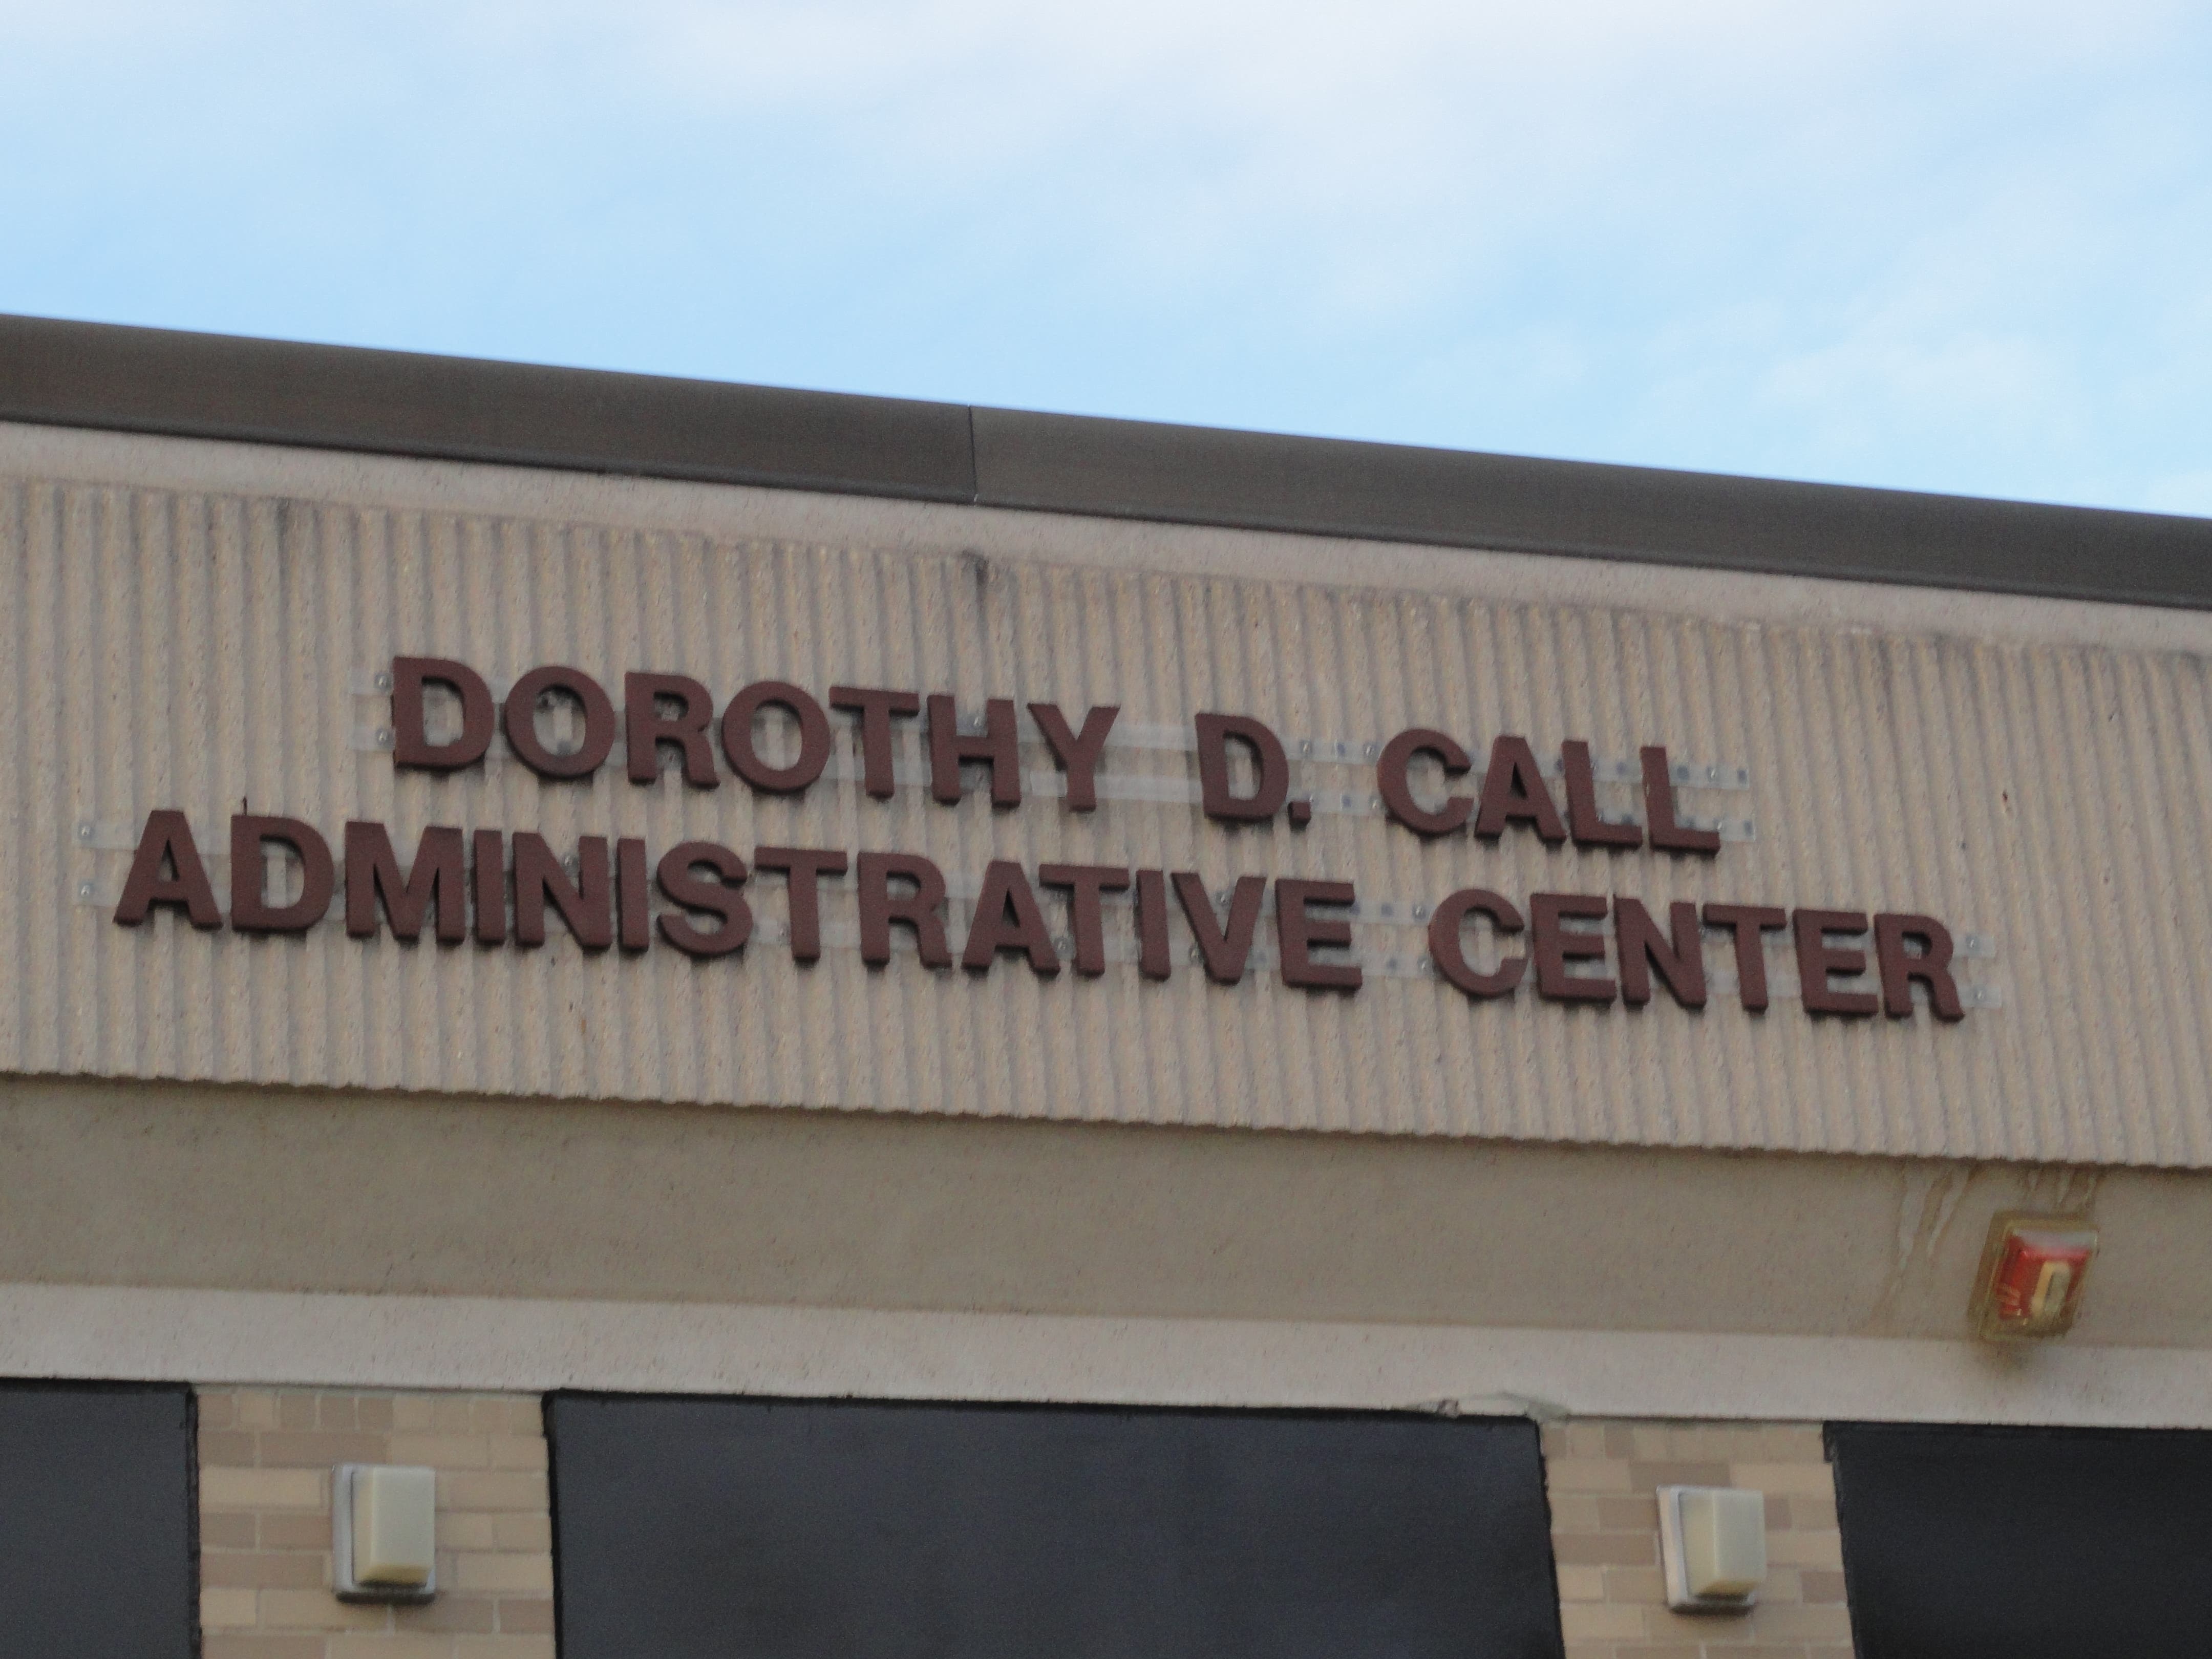 DOROTHY D. CALL
ADMINISTRATIVE CENTER